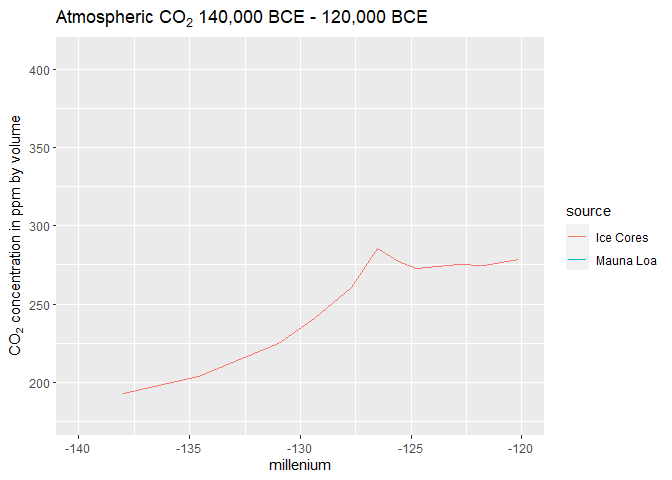 Atmospheric CO₂ 140,000 BCE - 120,000 BCE
CO₂ concentration in ppm by volume
400
350
300
250
200
-140
-135
-130
-125
-120
millenium
source
Ice Cores
Mauna Loa